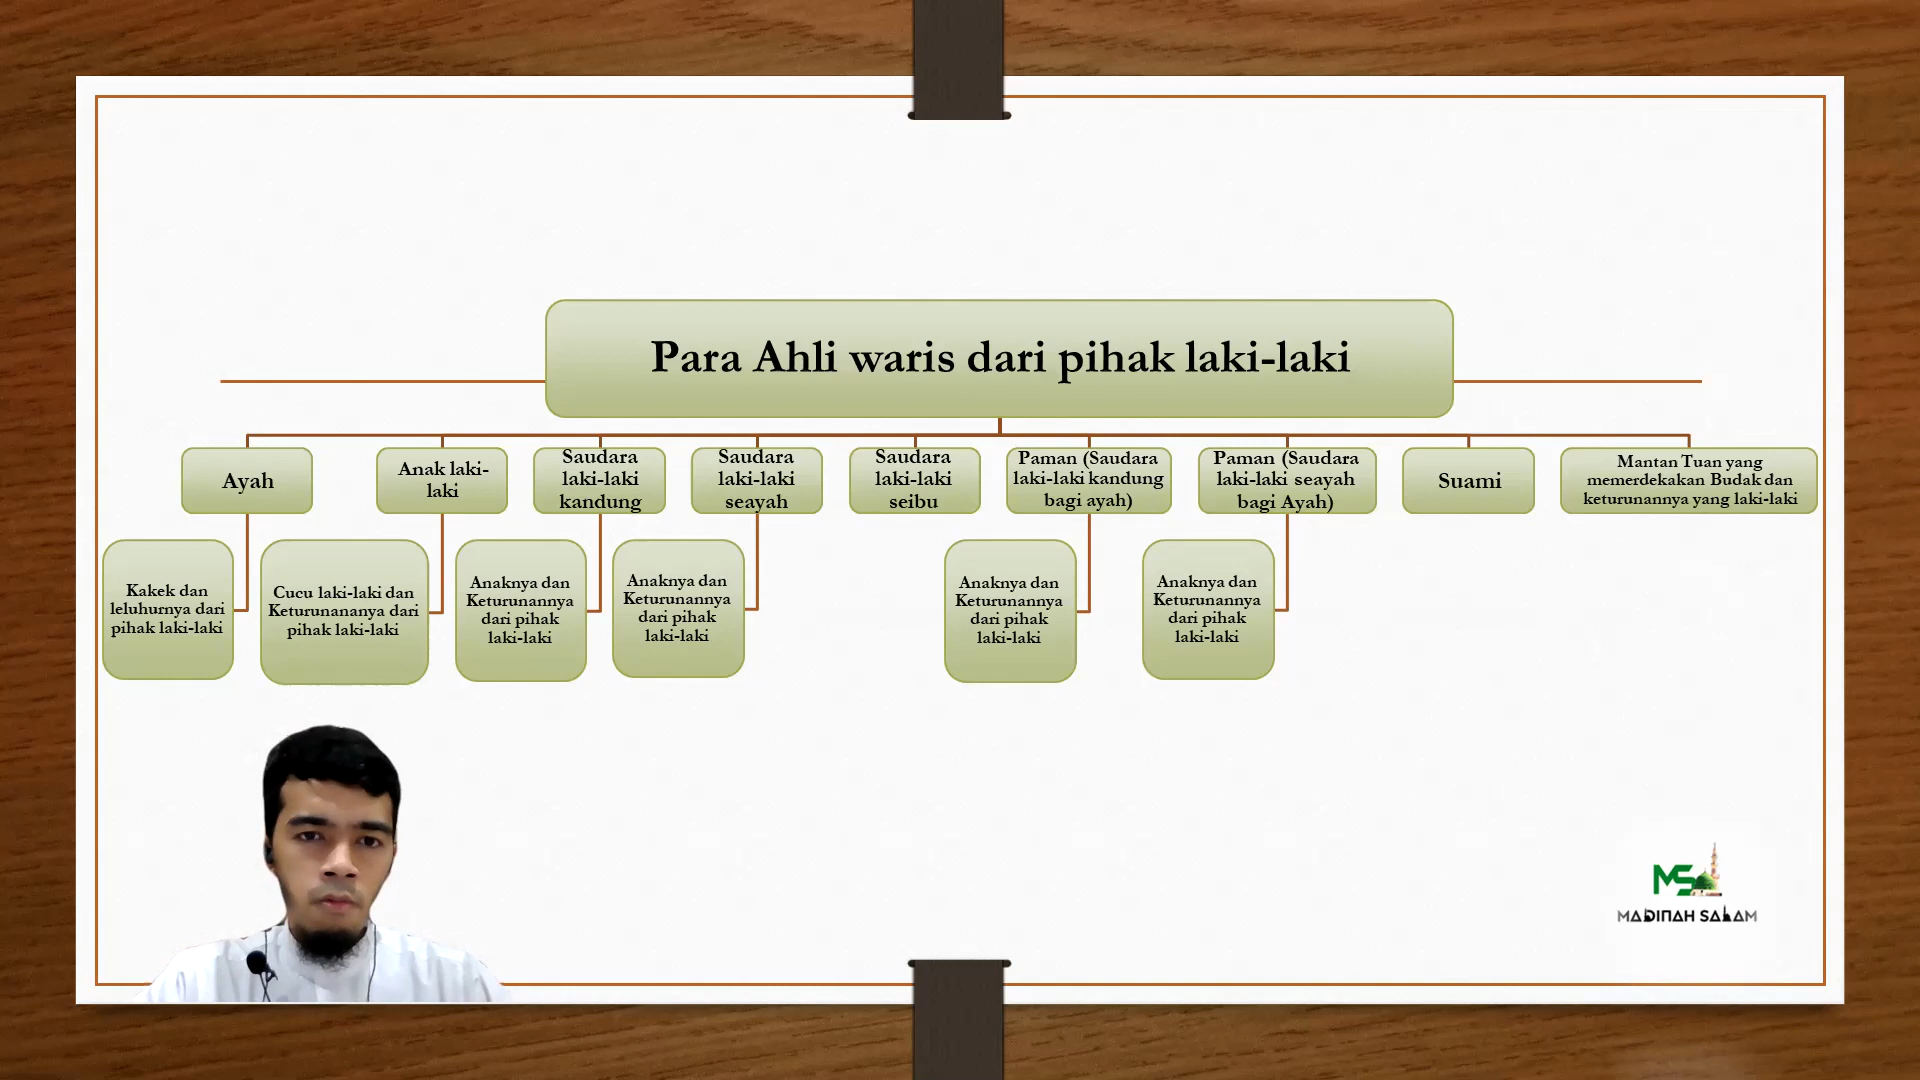 Para Ahli waris dari pihak laki-laki
Ayah
Anak laki-
laki
Saudara
laki-laki
kandung
Saudara
laki-laki
seayah
Saudara
laki-laki
seibu
Paman (Saudara
laki-laki kandung
bagi ayah)
Paman (Saudara
laki-laki seayah
bagi Ayah)
Suami
Mantan Tuan yang
memerdekakan Budak dan
keturunannya yang laki-laki
Kakek dan
leluhurnya dari
pihak laki-laki
Cucu laki-laki dan
Keturunananya dari
pihak laki-laki
Anaknya dan
Keturunannya
dari pihak
laki-laki
Anaknya dan
Keturunannya
dari pihak
laki-laki
Anaknya dan
Keturunannya
dari pihak
laki-laki
Anaknya dan
Keturunannya
dari pihak
laki-laki
MS
MADINAH SALAM